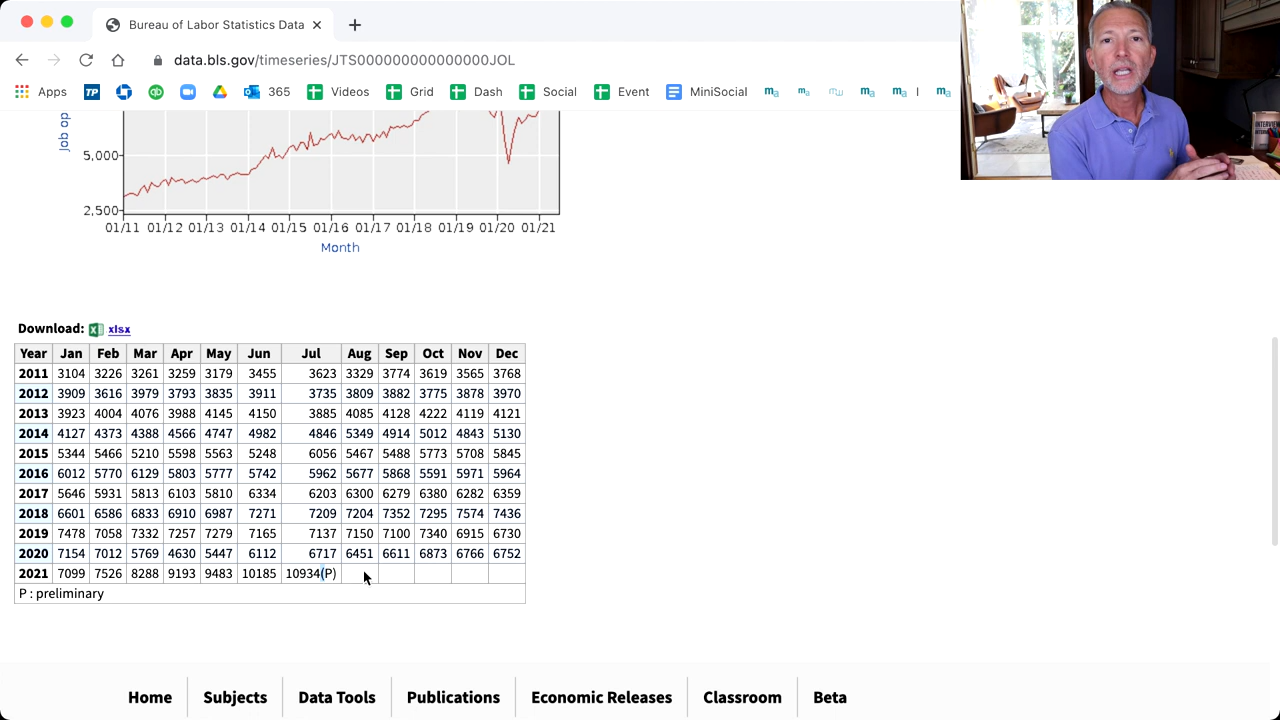 Bureau of Labor Statistics Data
data.bls.gov/timeseries/JTS000000000000000JOL
Apps TP 365 Videos Grid Dash Social Event MiniSocial ma ma ma ma I ma
Job op
5,000
2,500
01/11 01/12 01/13 01/14 01/15 01/16 01/17 01/18 01/19 01/20 01/21
Month
Download: xlsx
Year Jan Feb Mar Apr May Jun Jul Aug Sep Oct Nov Dec
2011 3104 3226 3261 3259 3179 3455 3623 3329 3774 3619 3565 3768
2012 3909 3616 3979 3793 3835 3911 3735 3809 3882 3775 3878 3970
2013 3923 4004 4076 3988 4145 4150 3885 4085 4128 4222 4119 4121
2014 4127 4373 4388 4566 4747 4982 4846 5349 4914 5012 4843 5130
2015 5344 5466 5210 5598 5563 5248 6056 5467 5488 5773 5708 5845
2016 6012 5770 6129 5803 5777 5742 5962 5677 5868 5591 5971 5964
2017 5646 5931 5813 6103 5810 6334 6203 6300 6279 6380 6282 6359
2018 6601 6586 6833 6910 6987 7271 7209 7204 7352 7295 7574 7436
2019 7478 7058 7332 7257 7279 7165 7137 7150 7100 7340 6915 6730
2020 7154 7012 5769 4630 5447 6112 6717 6451 6611 6873 6766 6752
2021 7099 7526 8288 9193 9483 10185 10934(P)
P : preliminary
Home Subjects Data Tools Publications Economic Releases Classroom Beta